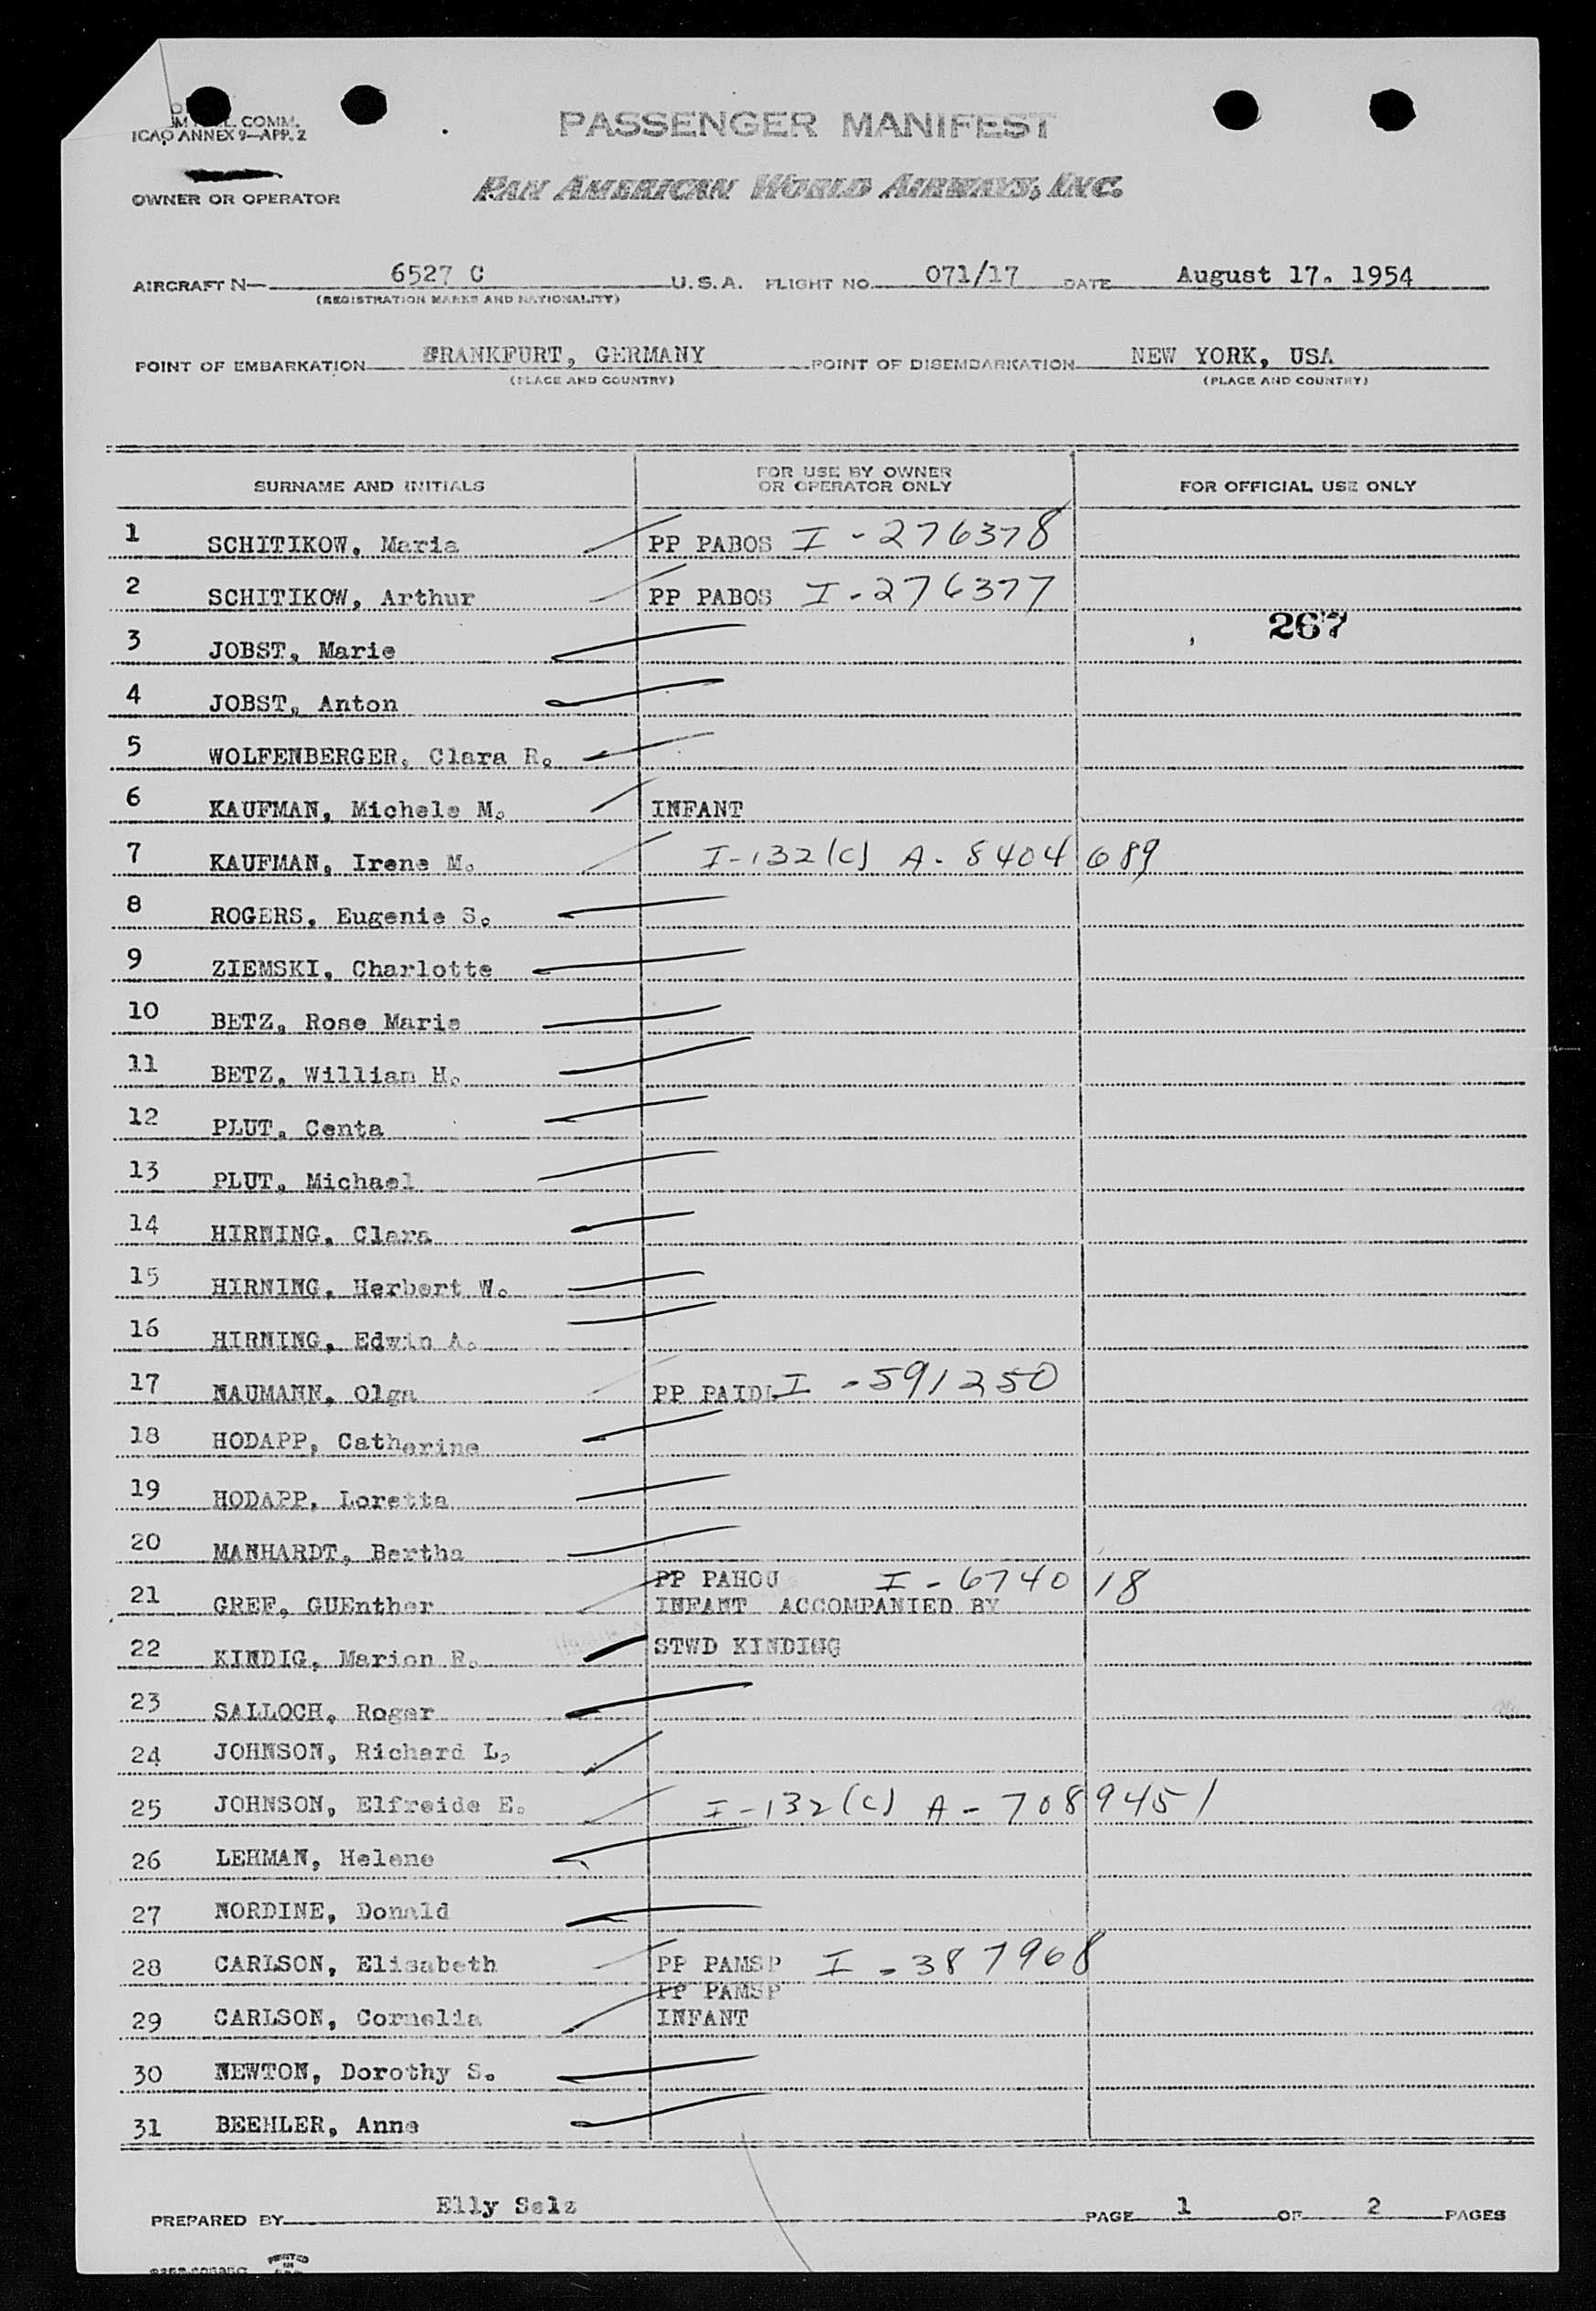 COMM.
ICAO ANNEX 9—APP. 2
PASSENGER MANIFEST
OWNER OR OPERATOR
PAN AMERICAN WORLD AIRWAYS, INC.
AIRCRAFT N— 6527 C U.S.A. FLIGHT NO. 071/17 DATE August 17. 1954
(REGISTRATION MARKS AND NATIONALITY)
POINT OF EMBARKATION FRANKFURT, GERMANY POINT OF DISEMBARKATION NEW YORK, USA
(PLACE AND COUNTRY) (PLACE AND COUNTRY)
SURNAME AND INITIALS FOR USE BY OWNER OR OPERATOR ONLY FOR OFFICIAL USE ONLY
1 SCHITIKOW, Maria PP PABOS I - 276378
2 SCHITIKOW, Arthur PP PABOS I - 276377
267
3 JOBST, Marie
4 JOBST, Anton
5 WOLFENBERGER, Clara R.
6 KAUFMAN, Michele M. INFANT
7 KAUFMAN, Irene M. I-132(C) A- 8404689
8 ROGERS, Eugenie S.
9 ZIEMSKI, Charlotte
10 BETZ, Rose Marie
11 BETZ, William H.
12 PLUT, Centa
13 PLUT, Michael
14 HIRNING, Clara
15 HIRNING, Herbert W.
16 HIRNING, Edwin A.
17 NAUMANN, Olga PP PAIDL I - 591250
18 HODAPP, Catherine
19 HODAPP, Loretta
20 MANHARDT, Bertha
PP PAHOU I - 674018
21 GREF, GUEnther INFANT ACCOMPANIED BY
22 KINDIG, Marion R. STWD KINDING
23 SALLOCH, Roger
24 JOHNSON, Richard L.
25 JOHNSON, Elfreide E. I-132(C) A - 7089451
26 LEHMAN, Helene
27 NORDINE, Donald
28 CARLSON, Elisabeth PP PAMSP I - 387968
PP PAMSP
29 CARLSON, Cornelia INFANT
30 NEWTON, Dorothy S.
31 BEEHLER, Anne
PREPARED BY Elly Selz PAGE 1 OF 2 PAGES